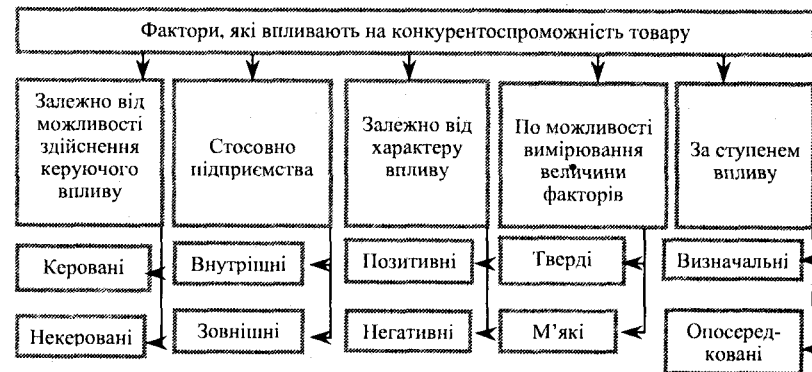 Фактори, які впливають на конкурентоспроможність товару
Залежно від
можливості
здійснення
керуючого
впливу
Стосовно
підприємства
Залежно від
характеру
впливу
По можливості
вимірювання
величини
факторів
За ступенем
впливу
Керовані
Внутрішні
Позитивні
Тверді
Визначальні
Некеровані
Зовнішні
Негативні
М’які
Опосеред-
ковані